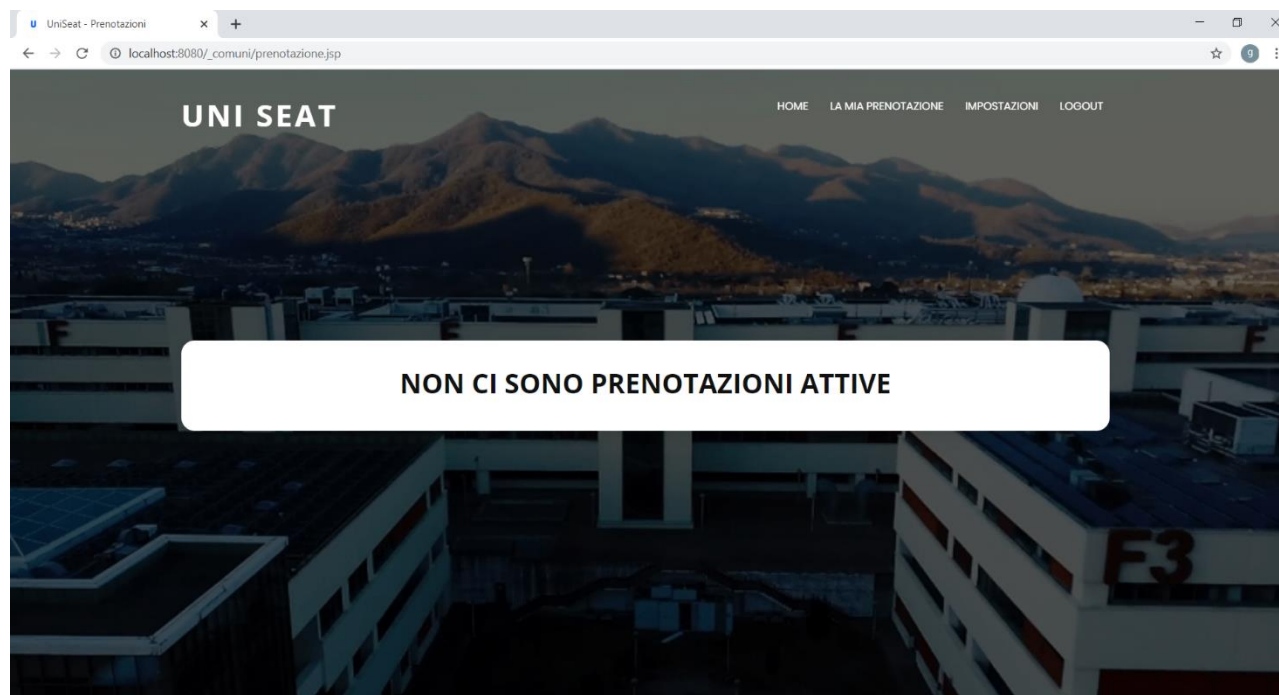 U UniSeat - Prenotazioni
localhost:8080/_comuni/prenotazione.jsp
g
UNI SEAT
HOME LA MIA PRENOTAZIONE IMPOSTAZIONI LOGOUT
F F F F
NON CI SONO PRENOTAZIONI ATTIVE
F3